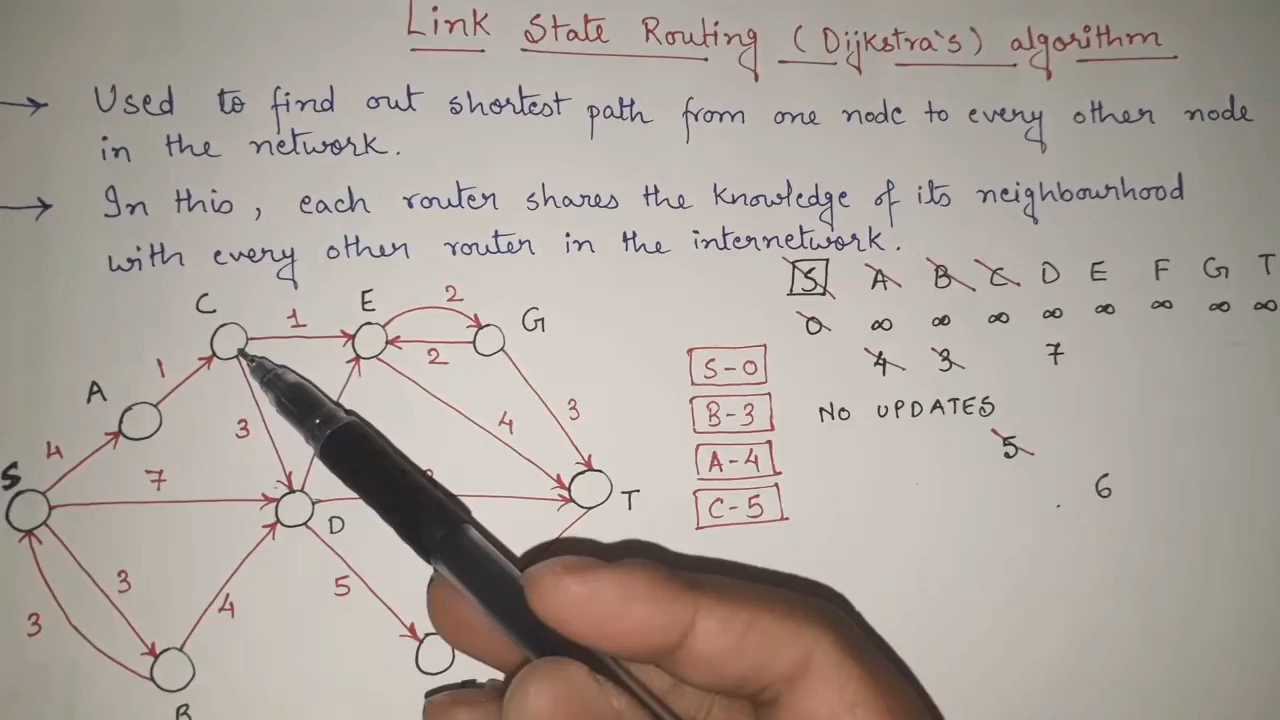 Link State Routing (Dijkstra's) algorithm
→ Used to find out shortest path from one node to every other node
in the network.
→ In this, each router shares the knowledge of its neighbourhood
with every other router in the internetwork.
S A B C D E F G T
0 ∞ ∞ ∞ ∞ ∞ ∞ ∞ ∞
4 3 7
S-0
B-3 NO UPDATES
A-4 5
C-5 6
C 1 E 2 G
2
A 1
S 4 3 4 3
7
D T
3 3 4 5
B